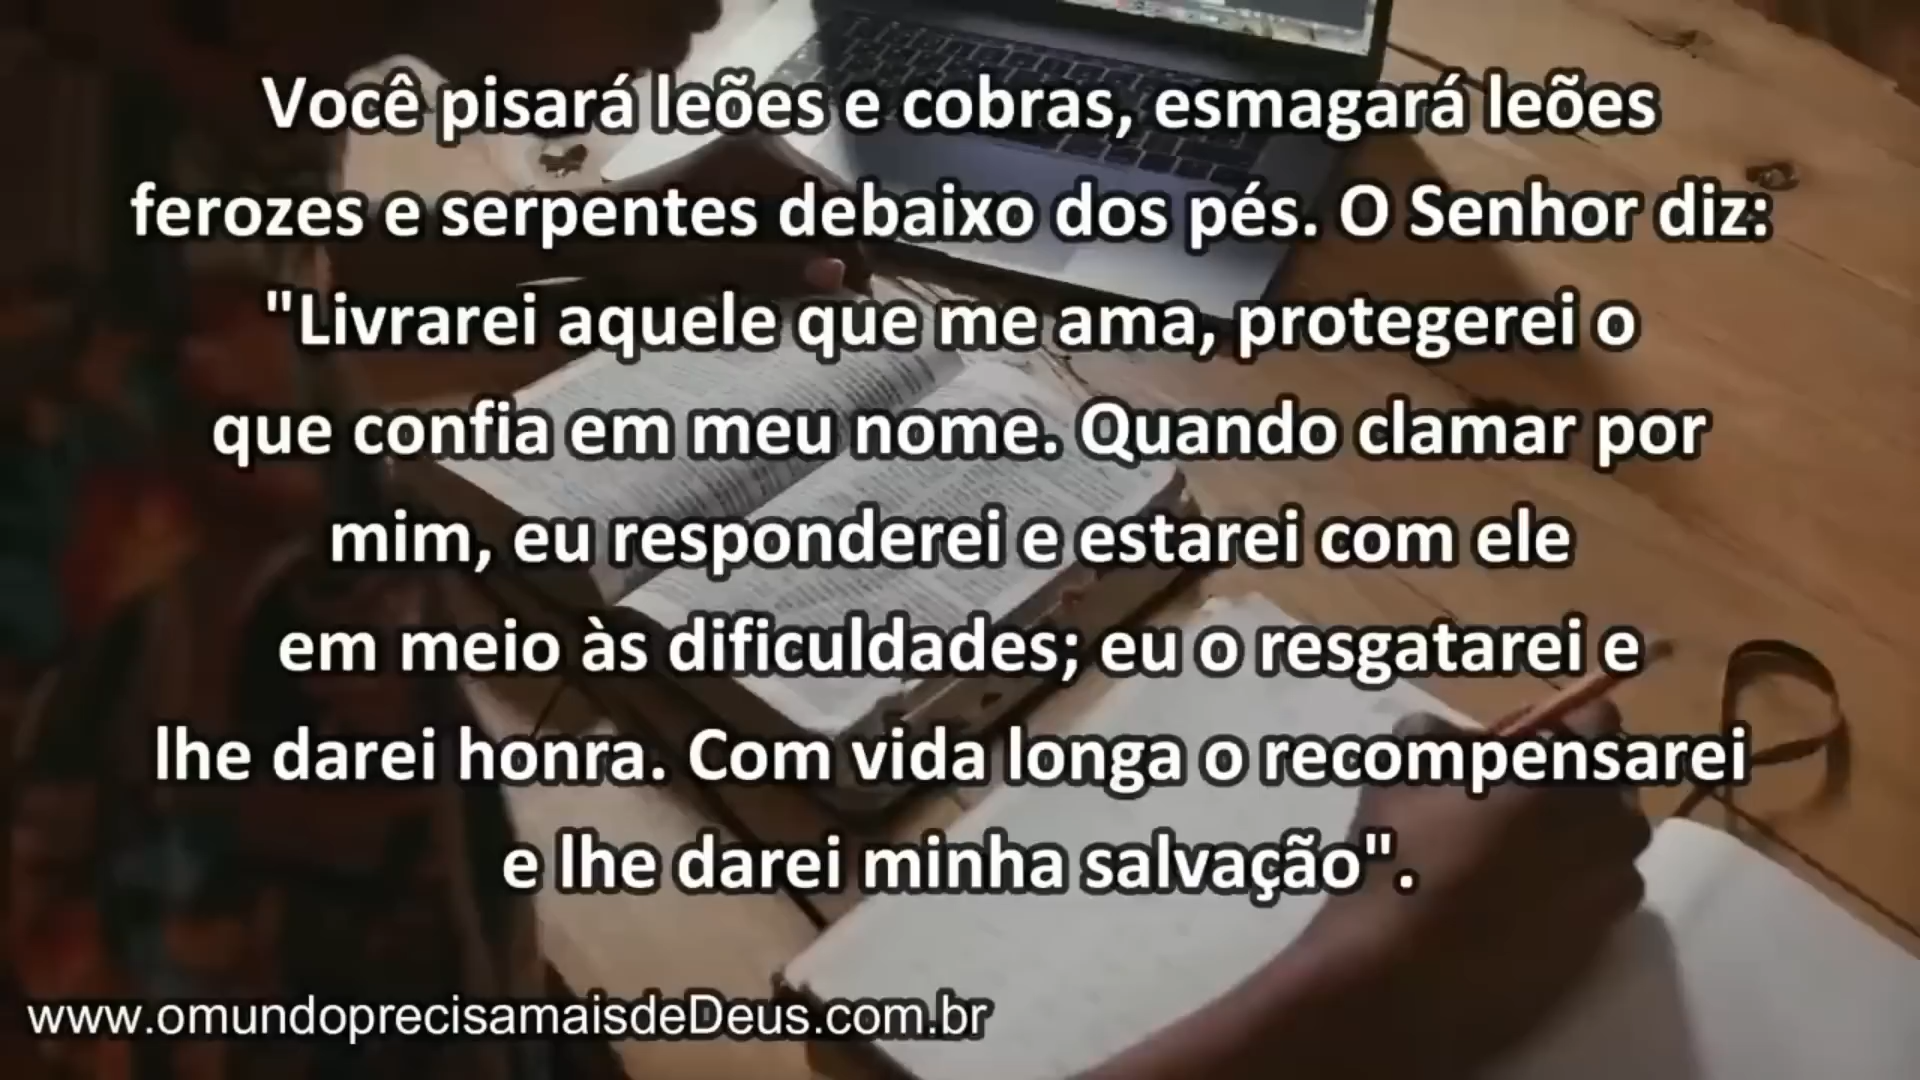 Você pisará leões e cobras, esmagará leões
ferozes e serpentes debaixo dos pés. O Senhor diz:
"Livrarei aquele que me ama, protegerei o
que confia em meu nome. Quando clamar por
mim, eu responderei e estarei com ele
em meio às dificuldades; eu o resgatarei e
lhe darei honra. Com vida longa o recompensarei
e lhe darei minha salvação".
www.omundoprecisamaisdeDeus.com.br